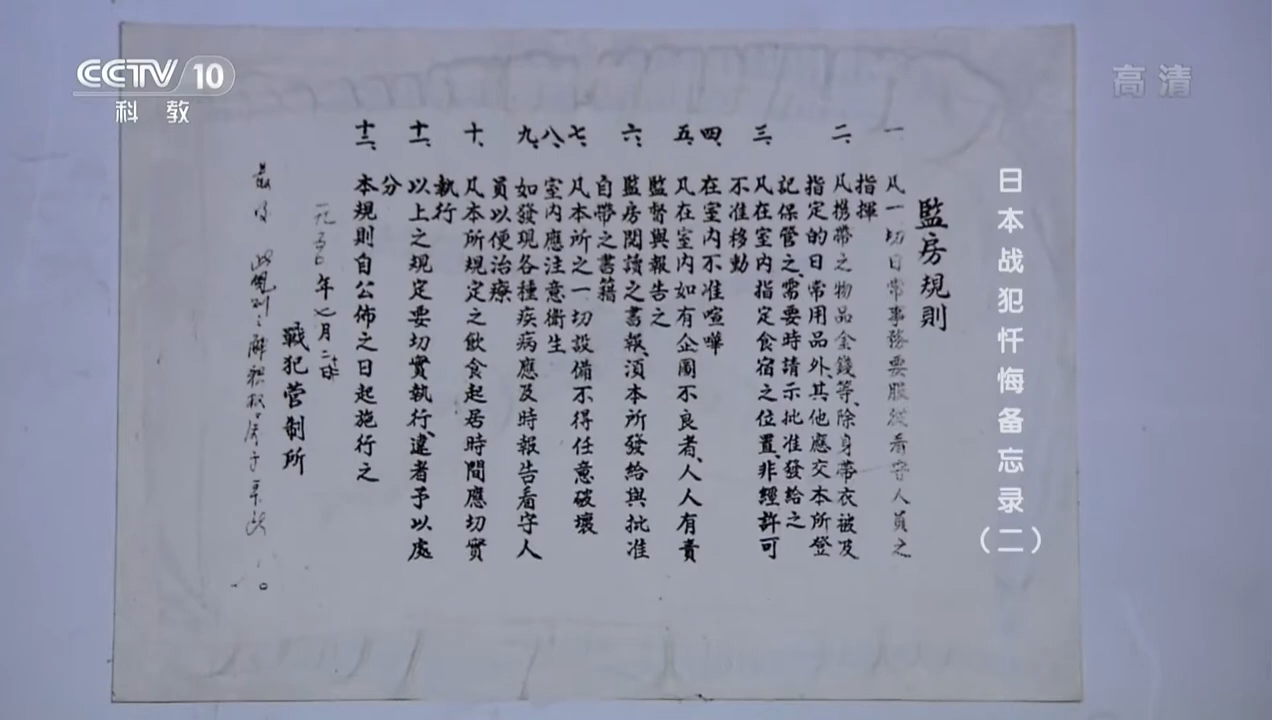 CCTV 10
科教
高清
日本战犯忏悔备忘录(二)
監房規則
一、凡一切日常事務要服從看守人員之
指揮
二、凡携帶之物品金錢等、除身帶衣被及
指定的日常用品外、其他應交本所登
記保管之、需要時請示批准發給之
三、凡在室内指定食宿之位置、非經許可
不准移動
四、在室内不准喧嘩
五、凡在室内如有企圖不良者、人人有責
監督與報告之
六、監房閱讀之書報、須本所發給與批准
自帶之書籍
七、凡本所之一切設備不得任意破壞
八、室内應注意衛生
九、如發現各種疾病應及時報告看守人
員以便治療
十、凡本所規定之飲食起居時間應切實
執行
十一、以上之規定要切實執行、違者予以處
分
十二、本規則自公佈之日起施行之
一九五〇年七月二十
戰犯管制所